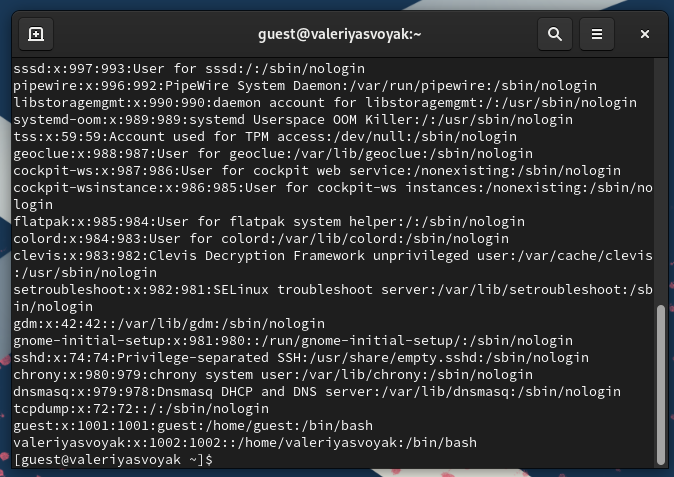 guest@valeriyasvoyak:~
sssd:x:997:993:User for sssd:/:/sbin/nologin
pipewire:x:996:992:PipeWire System Daemon:/var/run/pipewire:/sbin/nologin
libstoragemgmt:x:990:990:daemon account for libstoragemgmt:/:/usr/sbin/nologin
systemd-oom:x:989:989:systemd Userspace OOM Killer:/:/usr/sbin/nologin
tss:x:59:59:Account used for TPM access:/dev/null:/sbin/nologin
geoclue:x:988:987:User for geoclue:/var/lib/geoclue:/sbin/nologin
cockpit-ws:x:987:986:User for cockpit web service:/nonexisting:/sbin/nologin
cockpit-wsinstance:x:986:985:User for cockpit-ws instances:/nonexisting:/sbin/no
login
flatpak:x:985:984:User for flatpak system helper:/:/sbin/nologin
colord:x:984:983:User for colord:/var/lib/colord:/sbin/nologin
clevis:x:983:982:Clevis Decryption Framework unprivileged user:/var/cache/clevis
:/usr/sbin/nologin
setroubleshoot:x:982:981:SELinux troubleshoot server:/var/lib/setroubleshoot:/sb
in/nologin
gdm:x:42:42::/var/lib/gdm:/sbin/nologin
gnome-initial-setup:x:981:980::/run/gnome-initial-setup/:/sbin/nologin
sshd:x:74:74:Privilege-separated SSH:/usr/share/empty.sshd:/sbin/nologin
chrony:x:980:979:chrony system user:/var/lib/chrony:/sbin/nologin
dnsmasq:x:979:978:Dnsmasq DHCP and DNS server:/var/lib/dnsmasq:/sbin/nologin
tcpdump:x:72:72::/:/sbin/nologin
guest:x:1001:1001:guest:/home/guest:/bin/bash
valeriyasvoyak:x:1002:1002::/home/valeriyasvoyak:/bin/bash
[guest@valeriyasvoyak ~]$